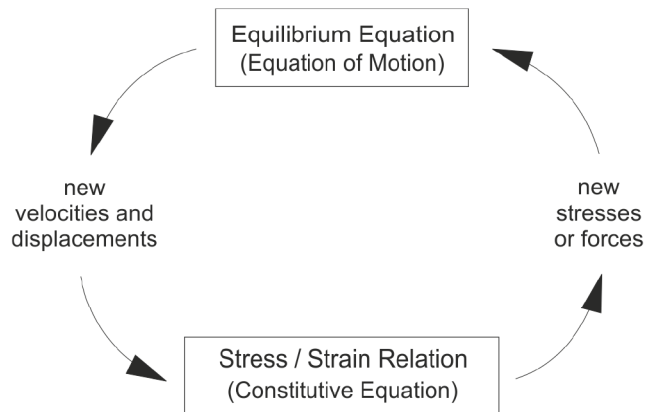 Equilibrium Equation
(Equation of Motion)
new
velocities and
displacements
new
stresses
or forces
Stress / Strain Relation
(Constitutive Equation)